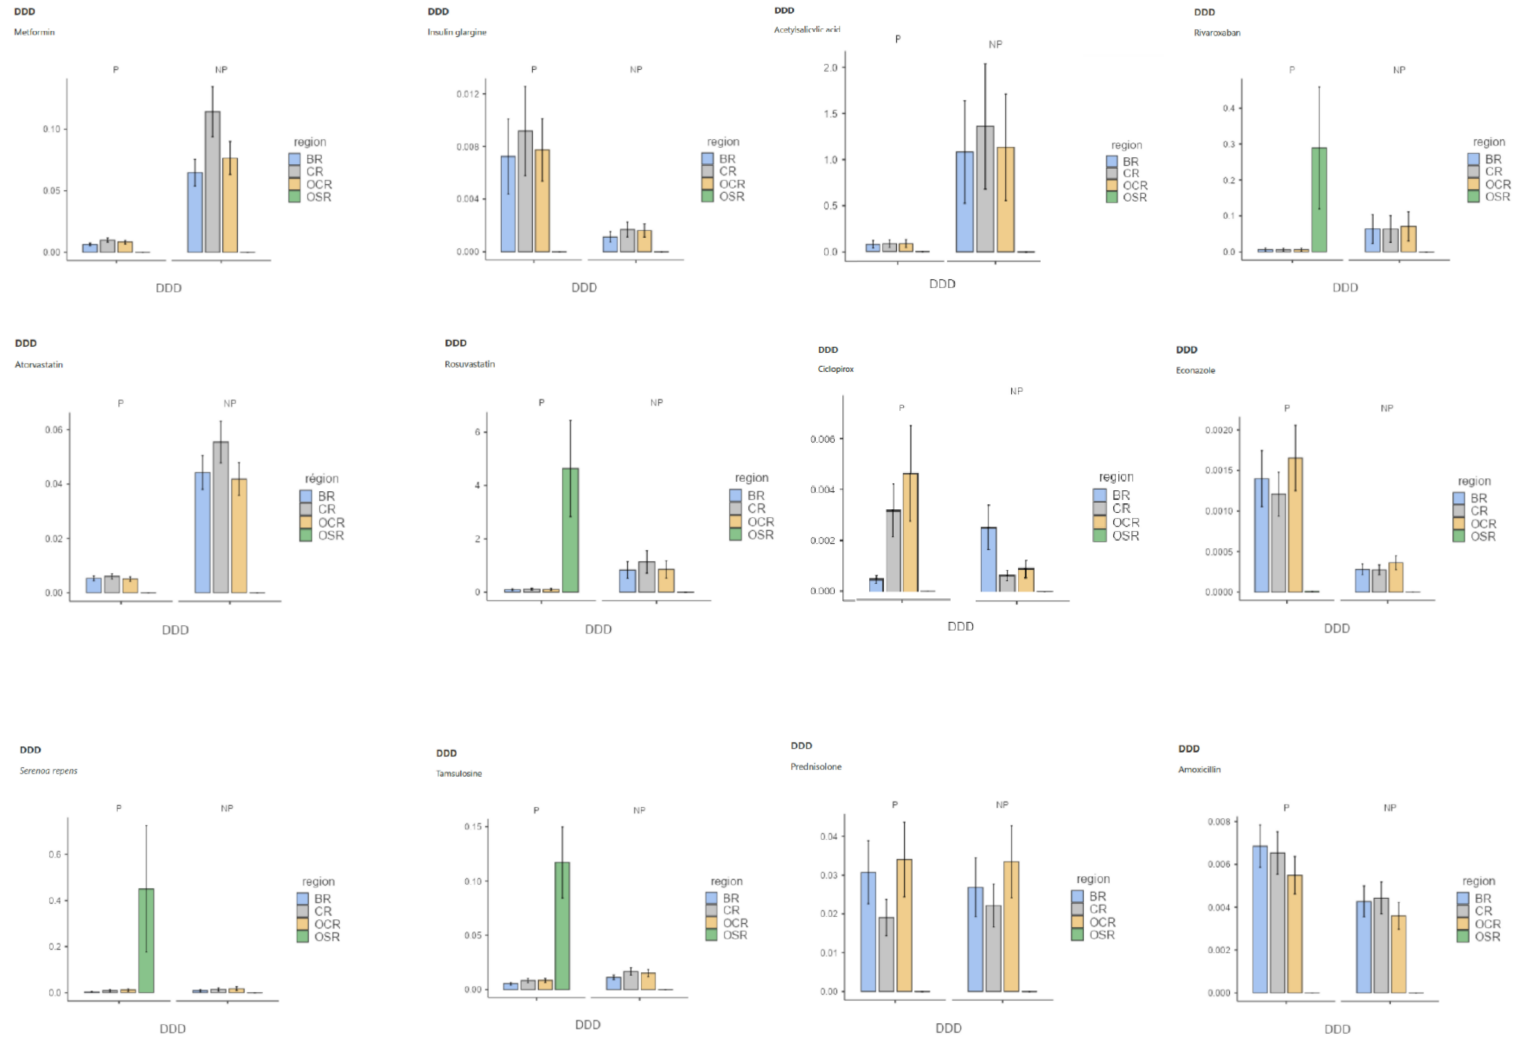 DDD
Metformin
P NP
0.10
0.05
0.00
region
BR
CR
OCR
OSR
DDD
DDD
Insulin glargine
P NP
0.012
0.008
0.004
0.000
region
BR
CR
OCR
OSR
DDD
DDD
Acetylsalicylic acid
P NP
2.0
1.5
1.0
0.5
0.0
region
BR
CR
OCR
OSR
DDD
DDD
Rivaroxaban
P NP
0.4
0.3
0.2
0.1
0.0
region
BR
CR
OCR
OSR
DDD
DDD
Atorvastatin
P NP
0.06
0.04
0.02
0.00
région
BR
CR
OCR
OSR
DDD
DDD
Rosuvastatin
P NP
6
4
2
0
region
BR
CR
OCR
OSR
DDD
DDD
Ciclopirox
P NP
0.006
0.004
0.002
0.000
region
BR
CR
OCR
OSR
DDD
DDD
Econazole
P NP
0.0020
0.0015
0.0010
0.0005
0.0000
region
BR
CR
OCR
OSR
DDD
DDD
Serenoa repens
P NP
0.6
0.4
0.2
0.0
region
BR
CR
OCR
OSR
DDD
DDD
Tamsulosine
P NP
0.15
0.10
0.05
0.00
region
BR
CR
OCR
OSR
DDD
DDD
Prednisolone
P NP
0.04
0.03
0.02
0.01
0.00
region
BR
CR
OCR
OSR
DDD
DDD
Amoxicillin
P NP
0.008
0.006
0.004
0.002
0.000
region
BR
CR
OCR
OSR
DDD